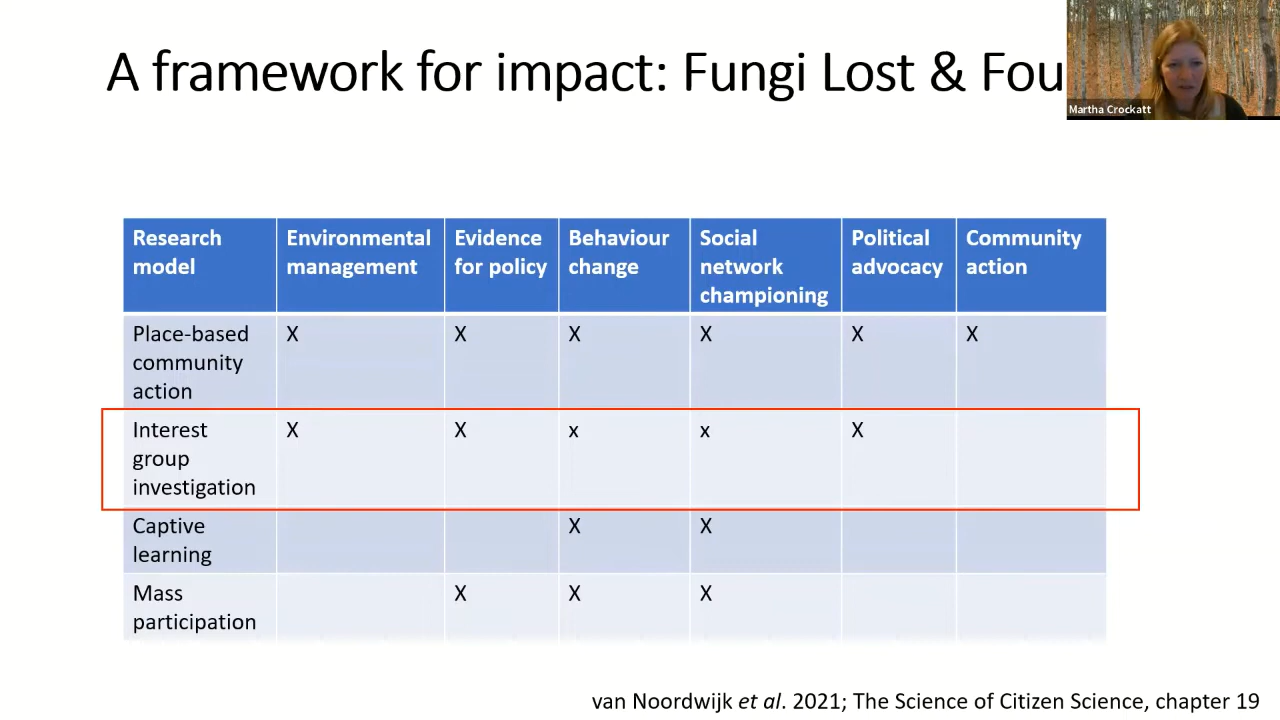 A framework for impact: Fungi Lost & Fou
Martha Crockatt
Research model Environmental management Evidence for policy Behaviour change Social network championing Political advocacy Community action
Place-based community action X X X X X X
Interest group investigation X X x x X
Captive learning X X
Mass participation X X X
van Noordwijk et al. 2021; The Science of Citizen Science, chapter 19